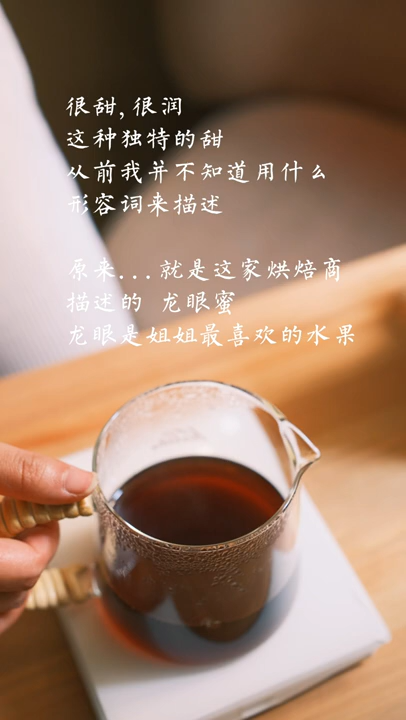 很甜,很润
这种独特的甜
从前我并不知道用什么
形容词来描述
原来...就是这家烘焙商
描述的 龙眼蜜
龙眼是姐姐最喜欢的水果